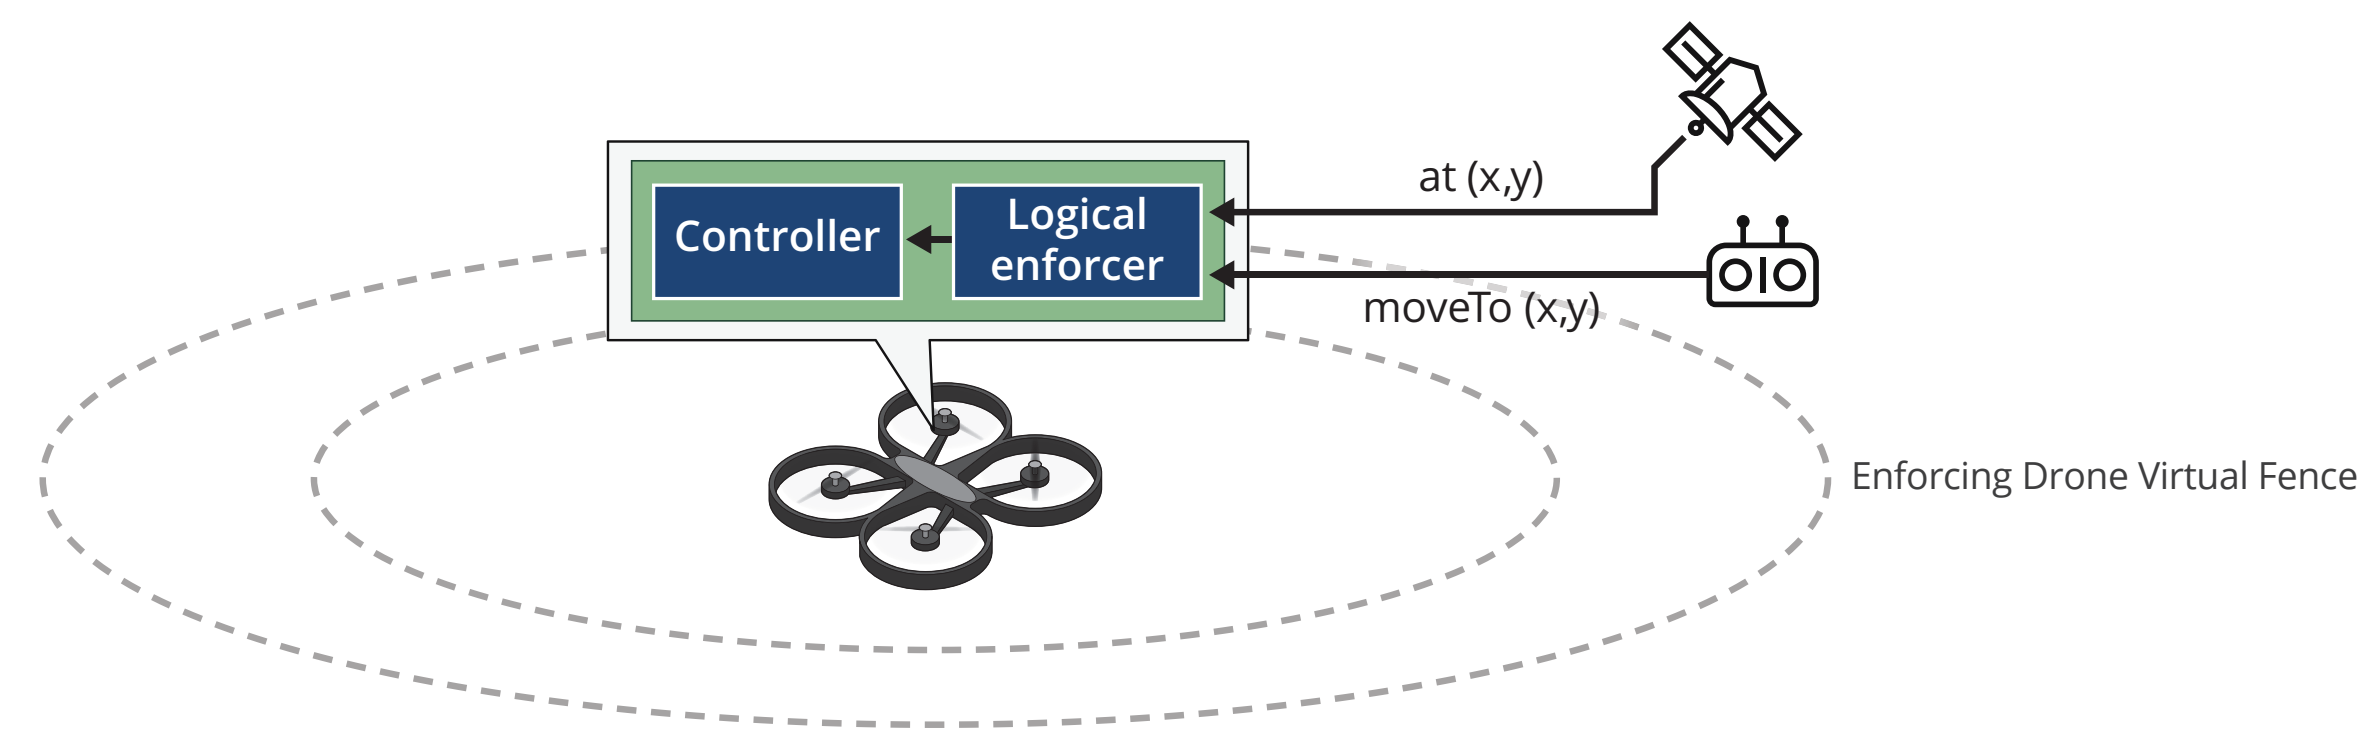 at (x,y)
Controller
Logical
enforcer
moveTo (x,y)
Enforcing Drone Virtual Fence